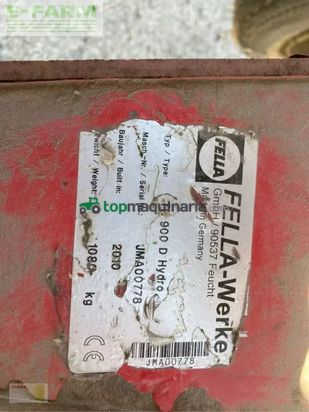 E-FARM
FELLA
FELLA-Werke
GmbH / 90537 Feucht
Made in Germany
Typ / Type:
900 D Hydro
Masch.-Nr. / Serial
JMA00778
Baujahr / Built in:
2010
Gewicht / Weight:
1080 kg
CE
JMA00778
topmaquinaria